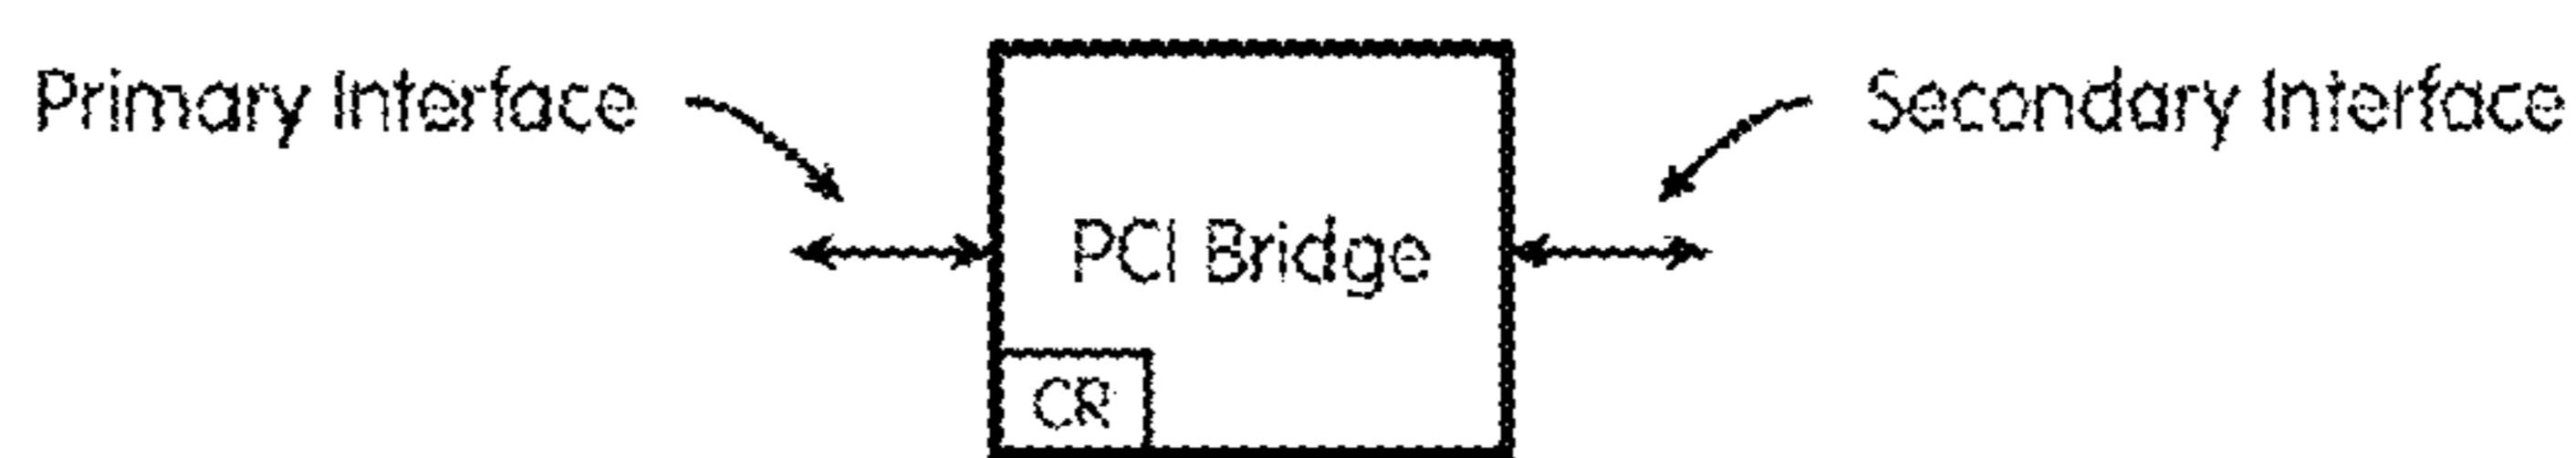 Primary Interface
Secondary Interface
PCI Bridge
CR